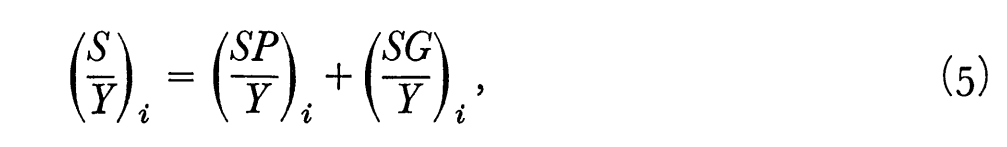 (S/Y)_i = (SP/Y)_i + (SG/Y)_i, (5)